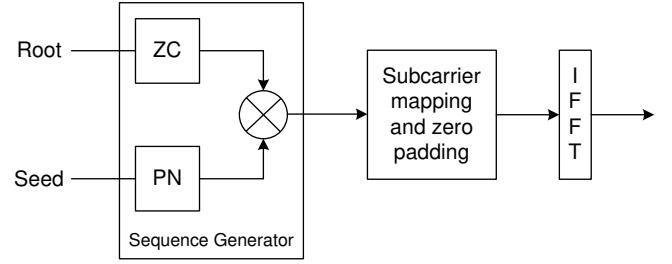 Root
ZC
Seed
PN
Sequence Generator
Subcarrier
mapping
and zero
padding
I
F
F
T